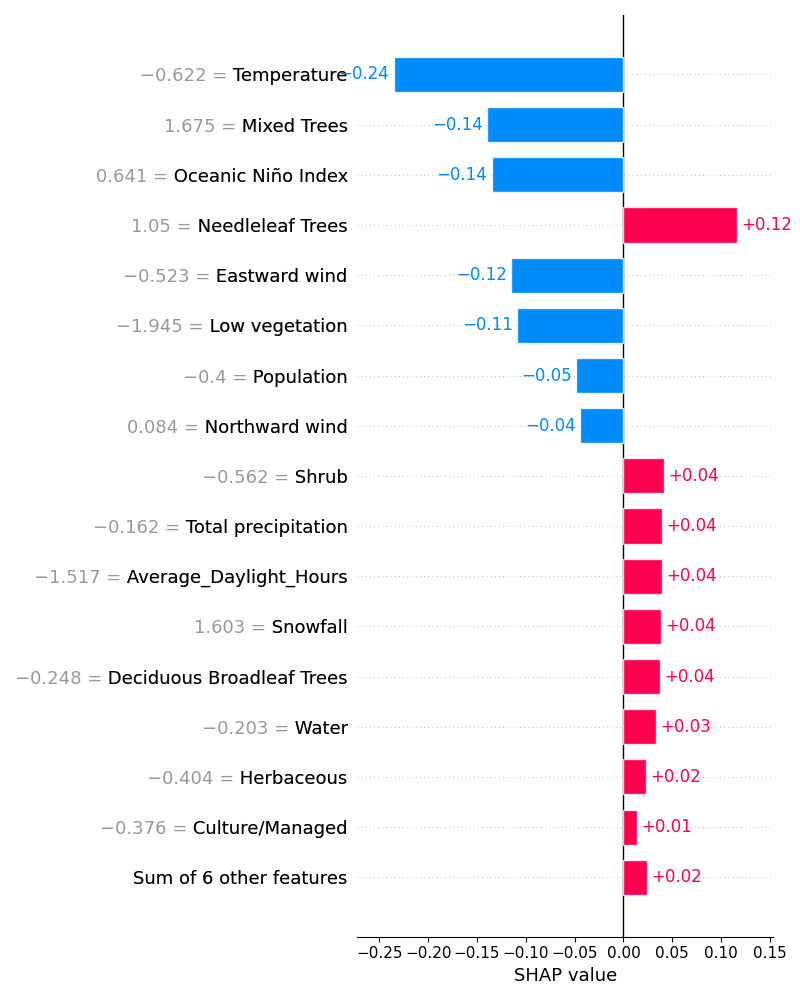 −0.622 = Temperature −0.24
1.675 = Mixed Trees −0.14
0.641 = Oceanic Niño Index −0.14
1.05 = Needleleaf Trees +0.12
−0.523 = Eastward wind −0.12
−1.945 = Low vegetation −0.11
−0.4 = Population −0.05
0.084 = Northward wind −0.04
−0.562 = Shrub +0.04
−0.162 = Total precipitation +0.04
−1.517 = Average_Daylight_Hours +0.04
1.603 = Snowfall +0.04
−0.248 = Deciduous Broadleaf Trees +0.04
−0.203 = Water +0.03
−0.404 = Herbaceous +0.02
−0.376 = Culture/Managed +0.01
Sum of 6 other features +0.02
−0.25 −0.20 −0.15 −0.10 −0.05 0.00 0.05 0.10 0.15
SHAP value